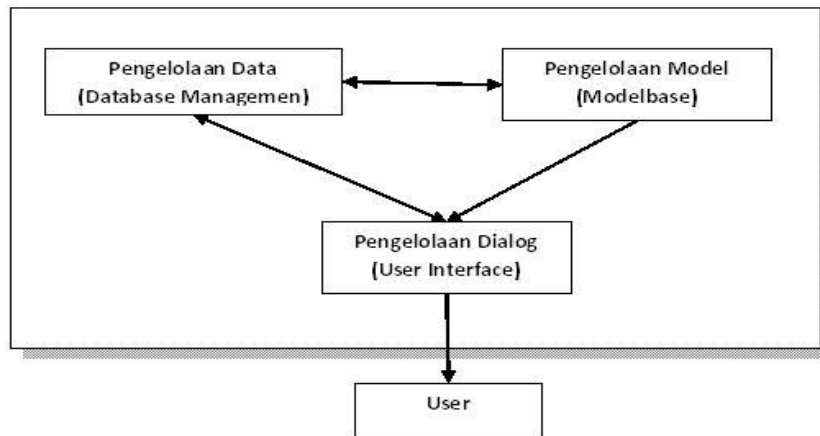 Pengelolaan Data
(Database Managemen)
Pengelolaan Model
(Modelbase)
Pengelolaan Dialog
(User Interface)
User